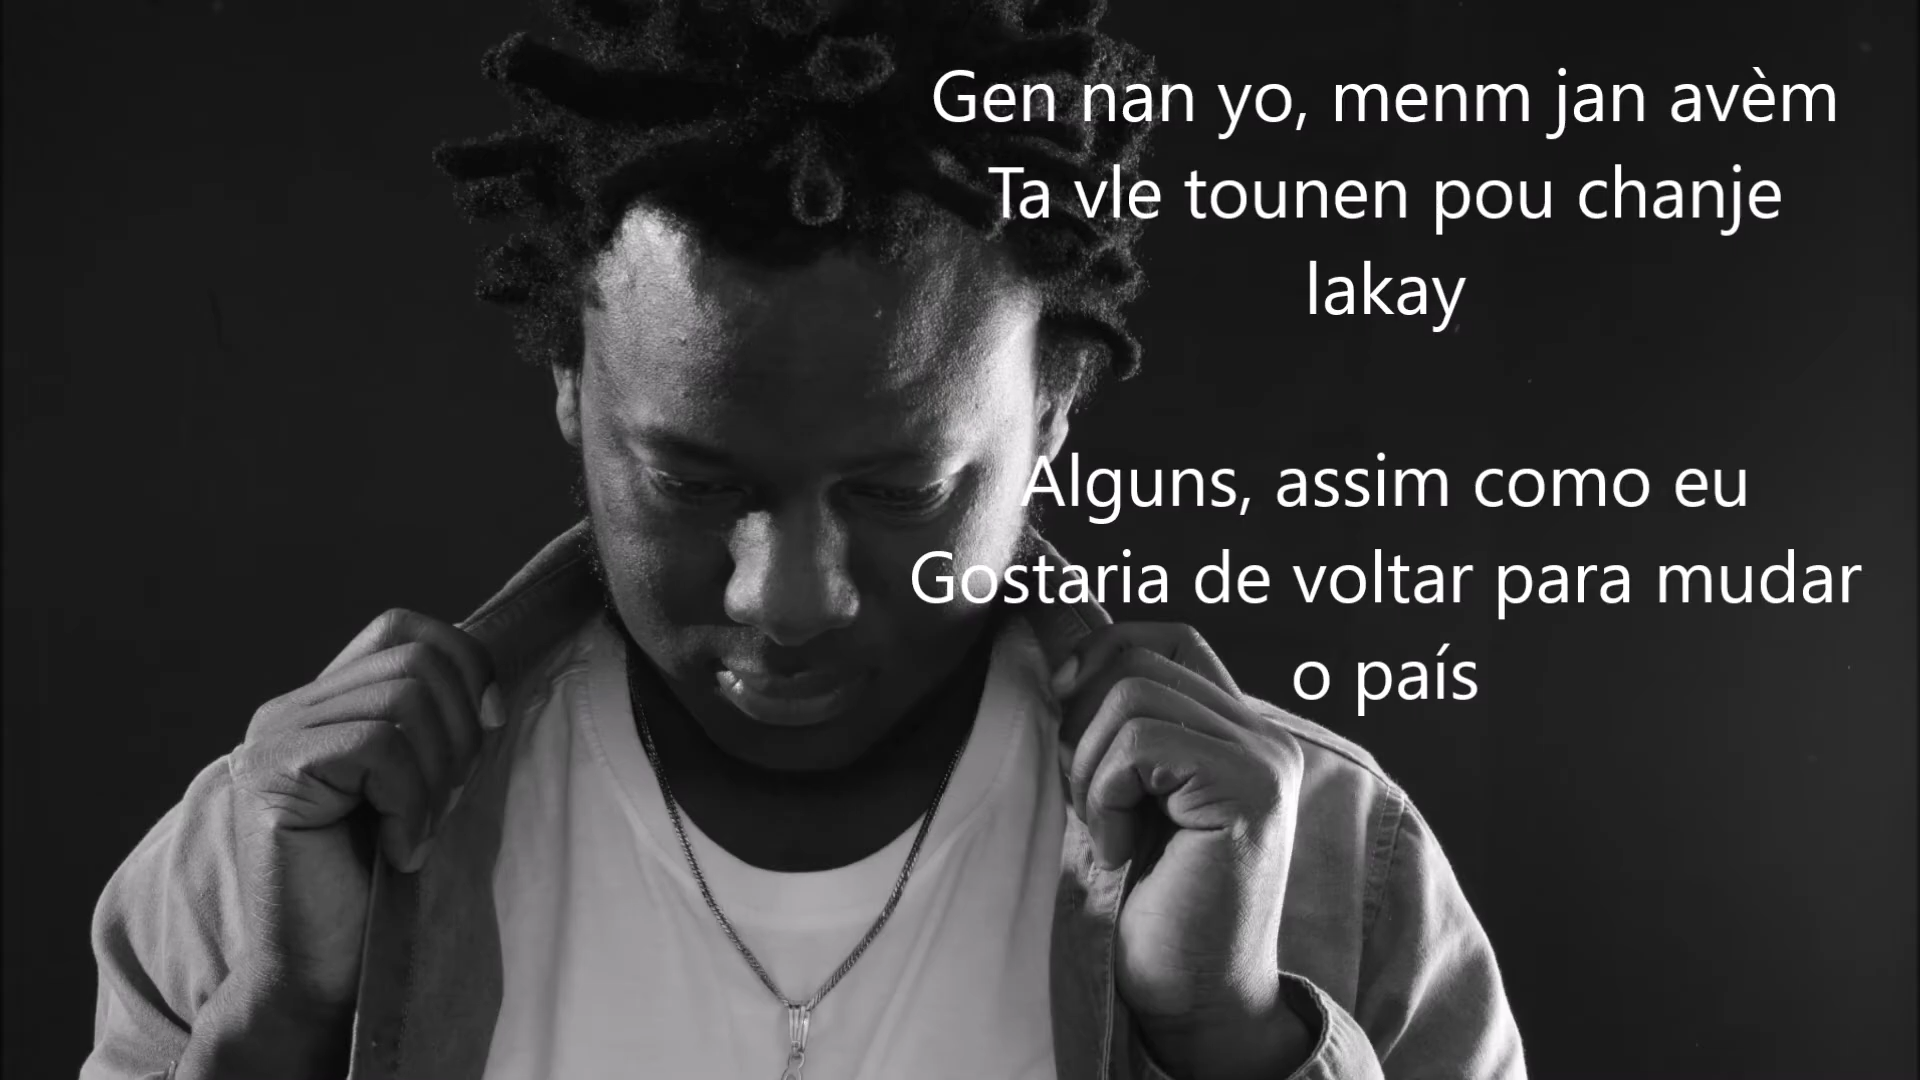 Gen nan yo, menm jan avèm
Ta vle tounen pou chanje
lakay
Alguns, assim como eu
Gostaria de voltar para mudar
o país